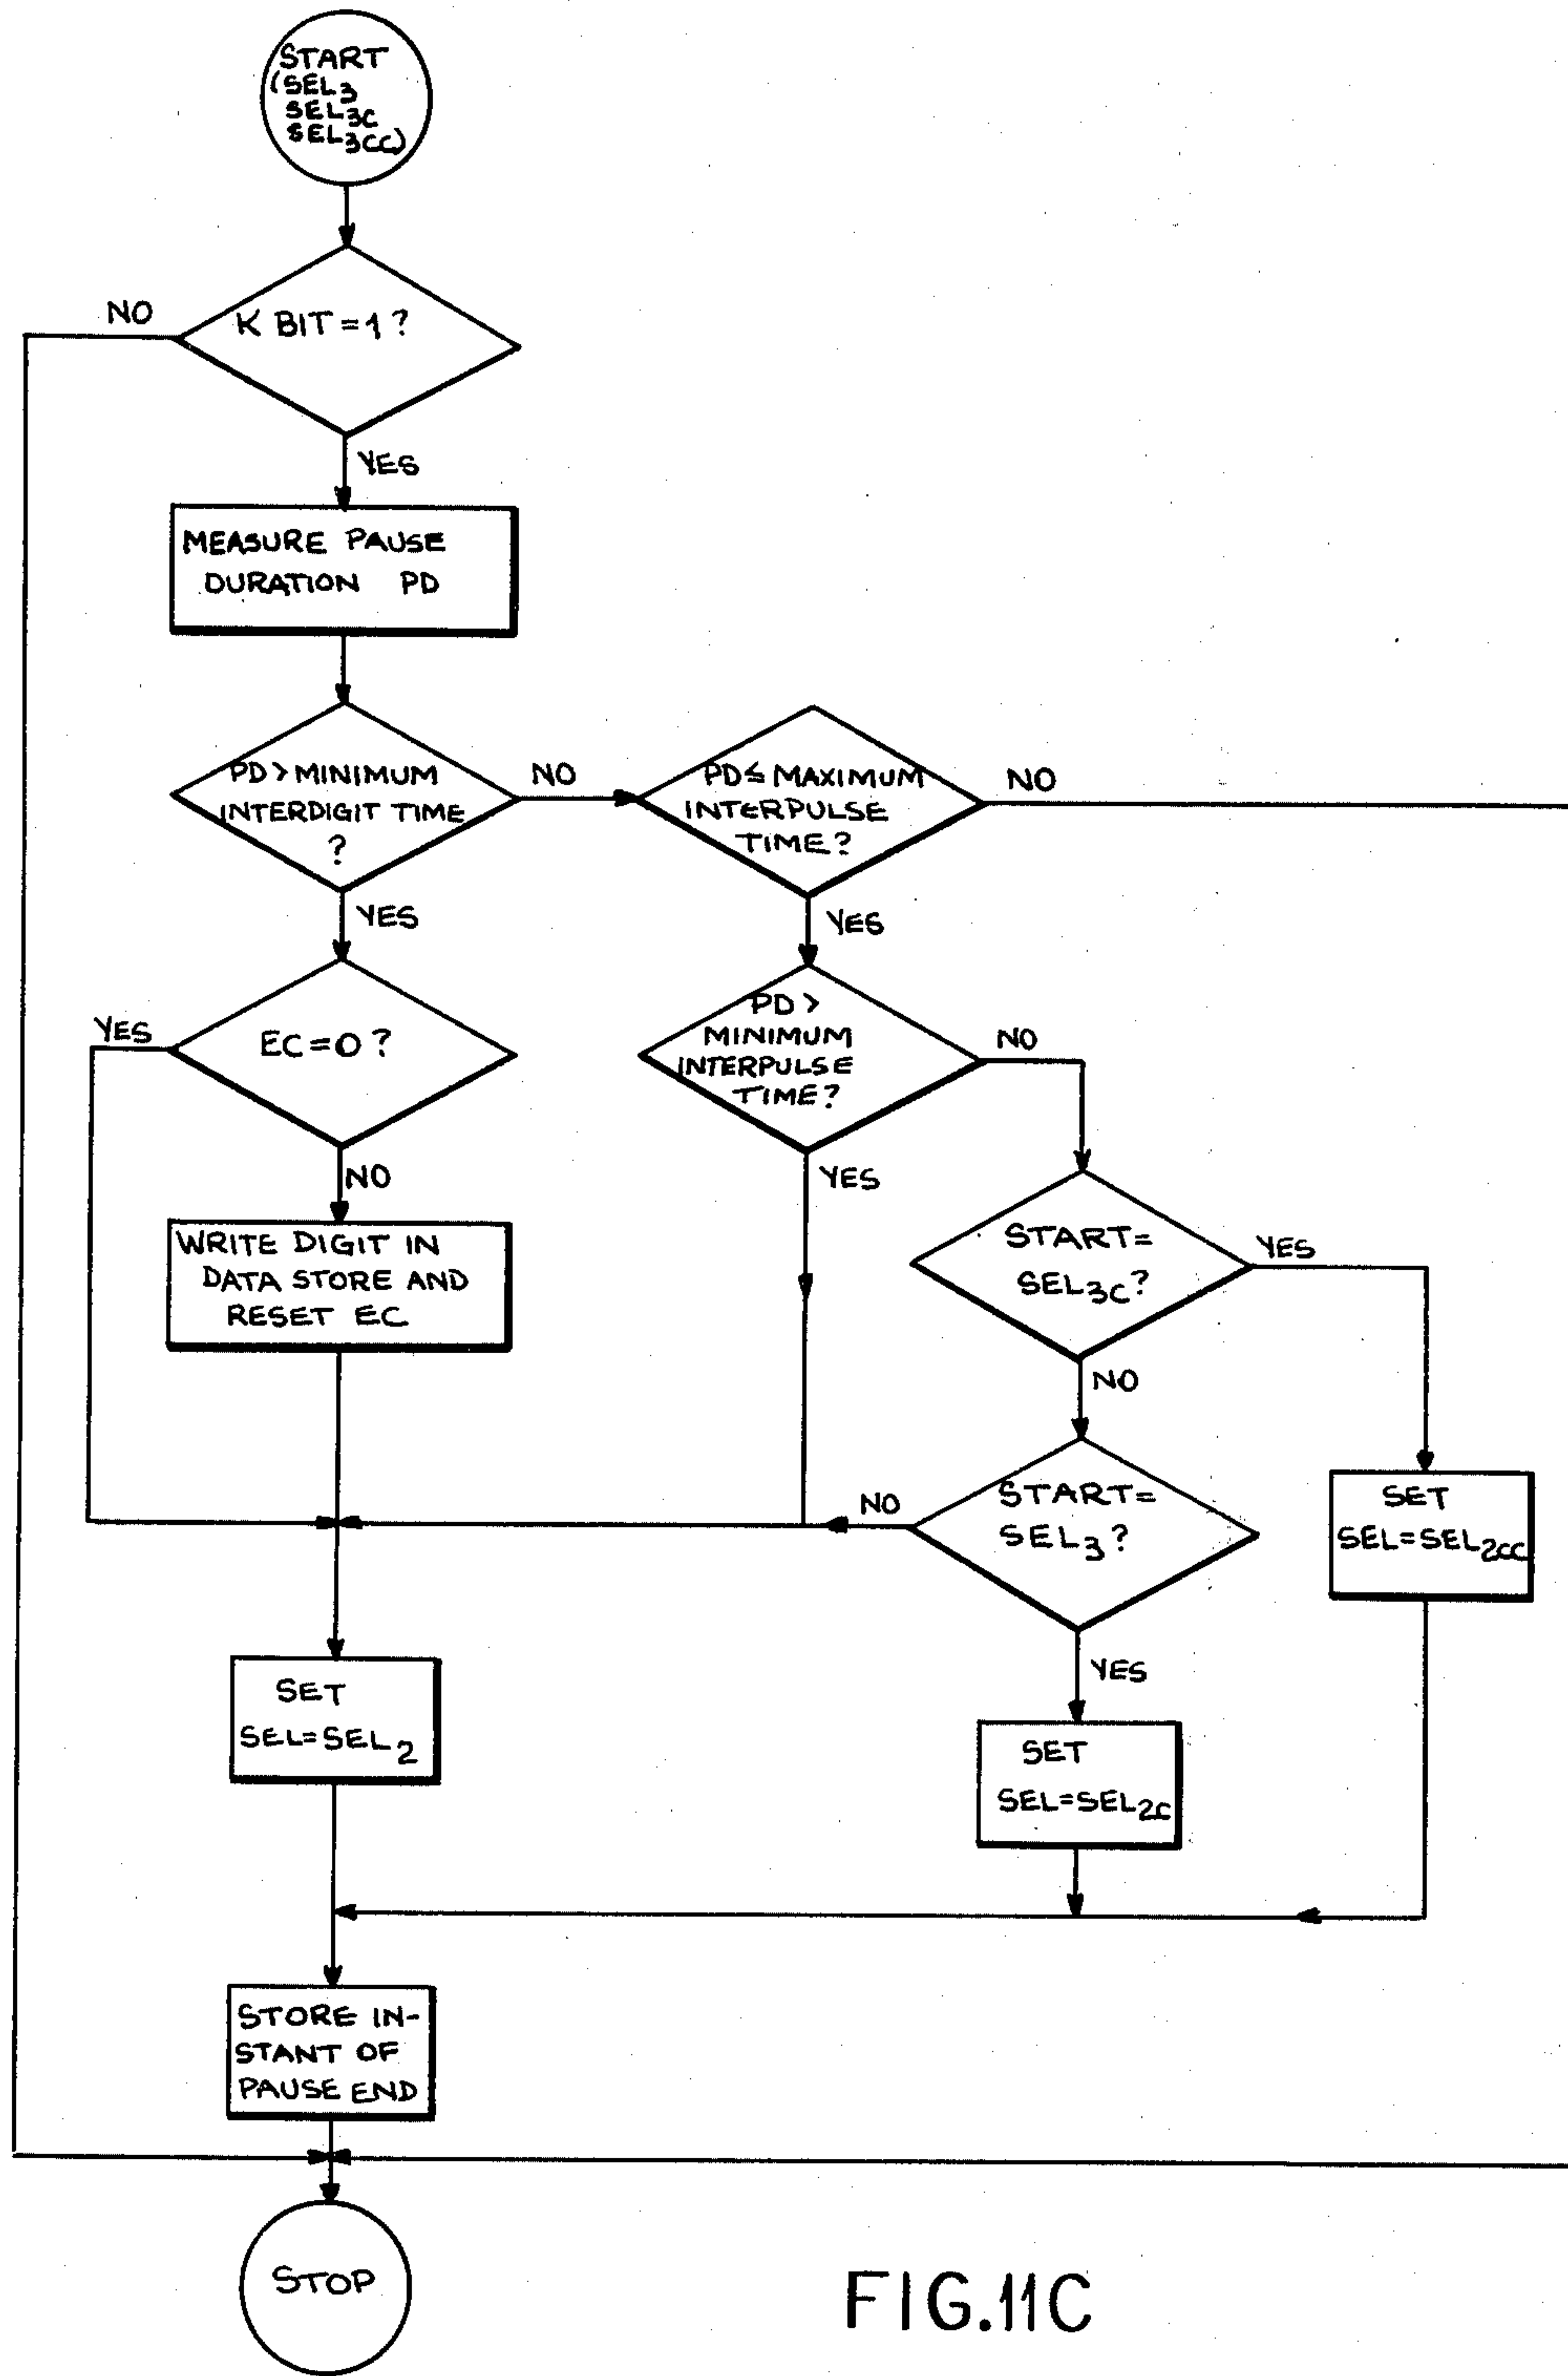 START
(SEL₃
SEL₃C
SEL₃CC)
NO
K BIT=1?
YES
MEASURE PAUSE
DURATION PD
PD>MINIMUM
INTERDIGIT TIME
?
NO
PD≤MAXIMUM
INTERPULSE
TIME?
NO
YES
YES
YES
EC=0?
PD>
MINIMUM
INTERPULSE
TIME?
NO
NO
YES
WRITE DIGIT IN
DATA STORE AND
RESET EC
START=
SEL₃C?
YES
NO
NO
START=
SEL₃?
SET
SEL=SEL₂CC
YES
SET
SEL=SEL₂
SET
SEL=SEL₂C
STORE IN-
STANT OF
PAUSE END
STOP
FIG.11C